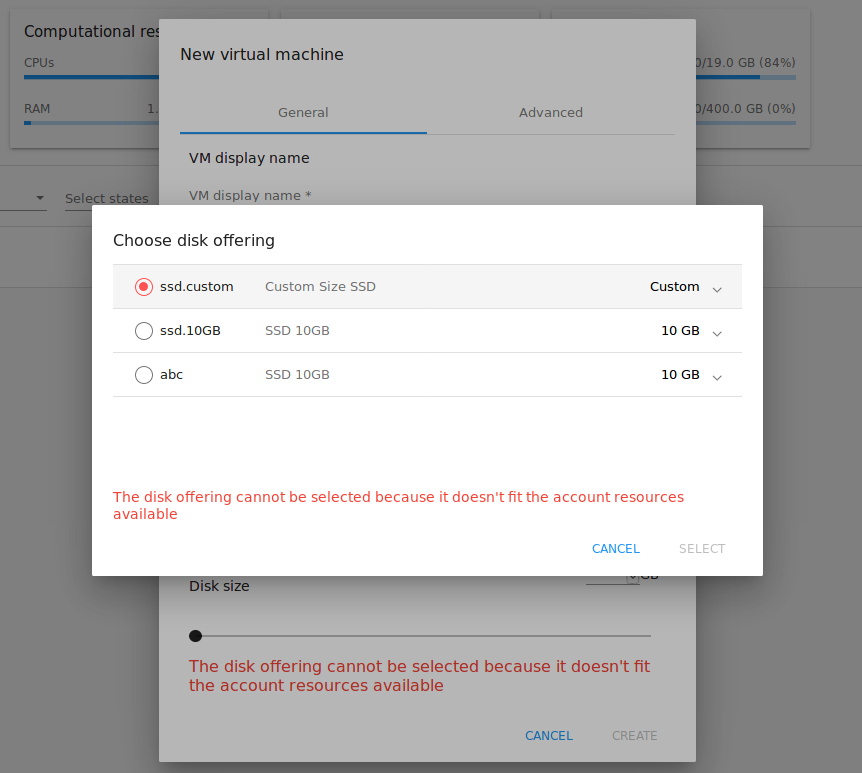 Computational res
CPUs
0/19.0 GB (84%)
RAM 1.
0/400.0 GB (0%)
Select states
New virtual machine
General Advanced
VM display name
VM display name *
Choose disk offering
ssd.custom Custom Size SSD Custom
ssd.10GB SSD 10GB 10 GB
abc SSD 10GB 10 GB
The disk offering cannot be selected because it doesn't fit the account resources
available
CANCEL SELECT
Disk size GB
The disk offering cannot be selected because it doesn't fit
the account resources available
CANCEL CREATE